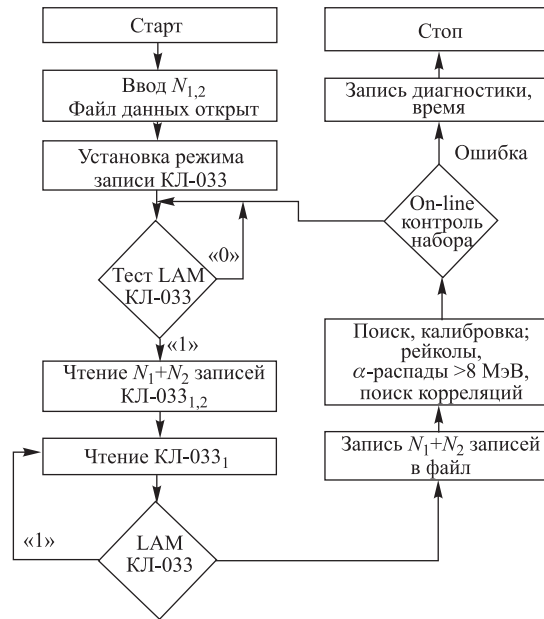 Старт
Ввод N1,2
Файл данных открыт
Установка режима
записи КЛ-033
«0»
Тест LAM
КЛ-033
«1»
Чтение N1+N2 записей
КЛ-0331,2
Чтение КЛ-0331
«1»
LAM
КЛ-033
Стоп
Запись диагностики,
время
Ошибка
On-line
контроль
набора
Поиск, калибровка;
рейколы,
α-распады >8 МэВ,
поиск корреляций
Запись N1+N2 записей
в файл